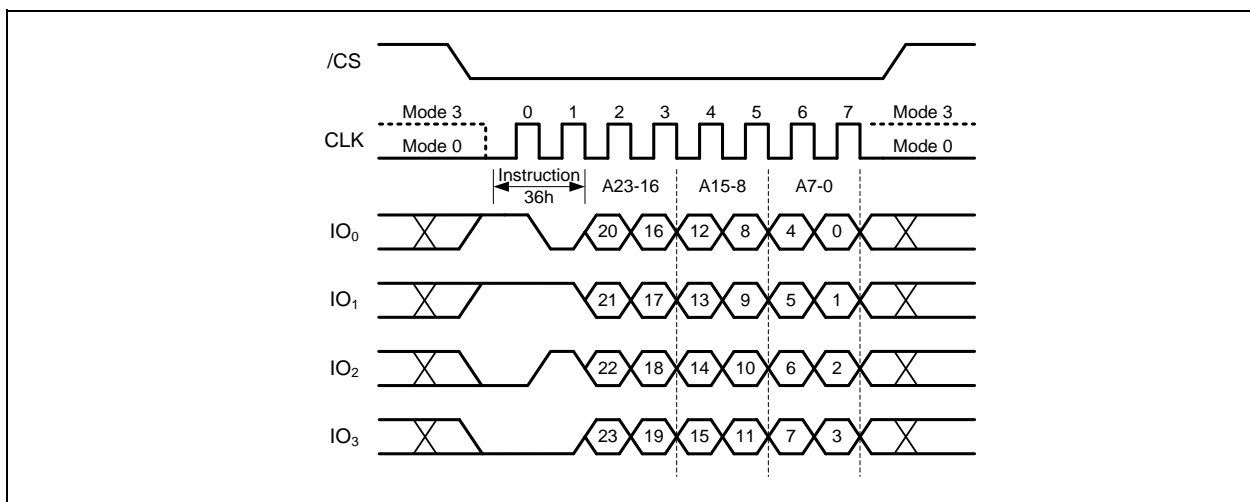 /CS
Mode 3 0 1 2 3 4 5 6 7 Mode 3
CLK
Mode 0 Mode 0
Instruction
36h
A23-16 A15-8 A7-0
IO₀ 20 16 12 8 4 0
IO₁ 21 17 13 9 5 1
IO₂ 22 18 14 10 6 2
IO₃ 23 19 15 11 7 3